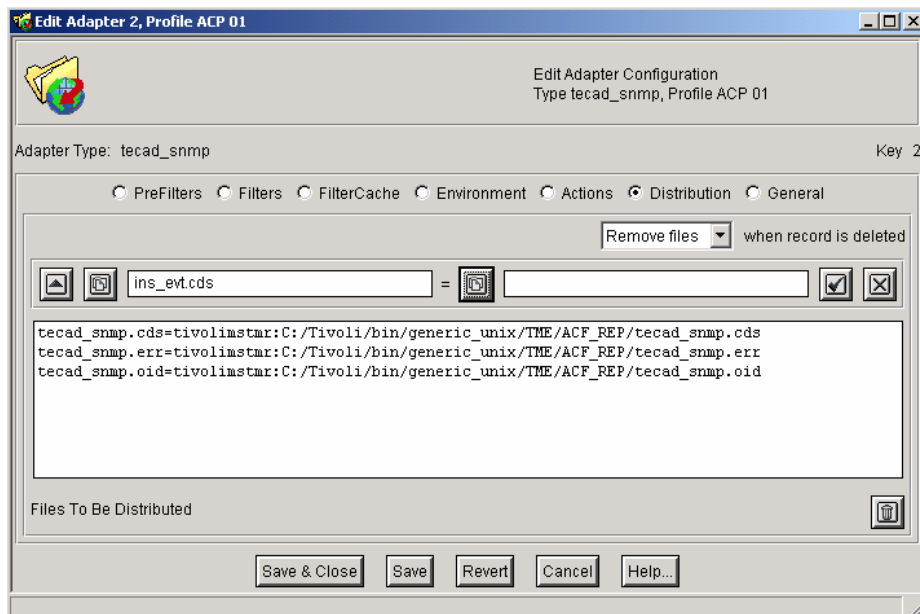 Edit Adapter 2, Profile ACP 01
Edit Adapter Configuration
Type tecad_snmp, Profile ACP 01
Adapter Type: tecad_snmp Key 2
PreFilters Filters FilterCache Environment Actions Distribution General
Remove files when record is deleted
ins_evt.cds =
tecad_snmp.cds=tivolimstmr:C:/Tivoli/bin/generic_unix/TME/ACF_REP/tecad_snmp.cds
tecad_snmp.err=tivolimstmr:C:/Tivoli/bin/generic_unix/TME/ACF_REP/tecad_snmp.err
tecad_snmp.oid=tivolimstmr:C:/Tivoli/bin/generic_unix/TME/ACF_REP/tecad_snmp.oid
Files To Be Distributed
Save & Close Save Revert Cancel Help...